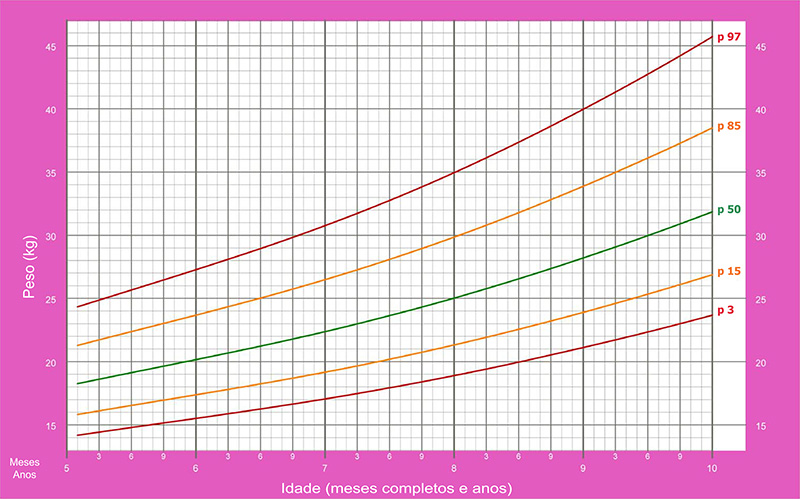 45
45
p 97
40
40
p 85
35
35
p 50
30
30
p 15
25
25
p 3
20
20
15
15
Peso (kg)
Meses
3 6 9 3 6 9 3 6 9 3 6 9 3 6 9
Anos
5 6 7 8 9 10
Idade (meses completos e anos)